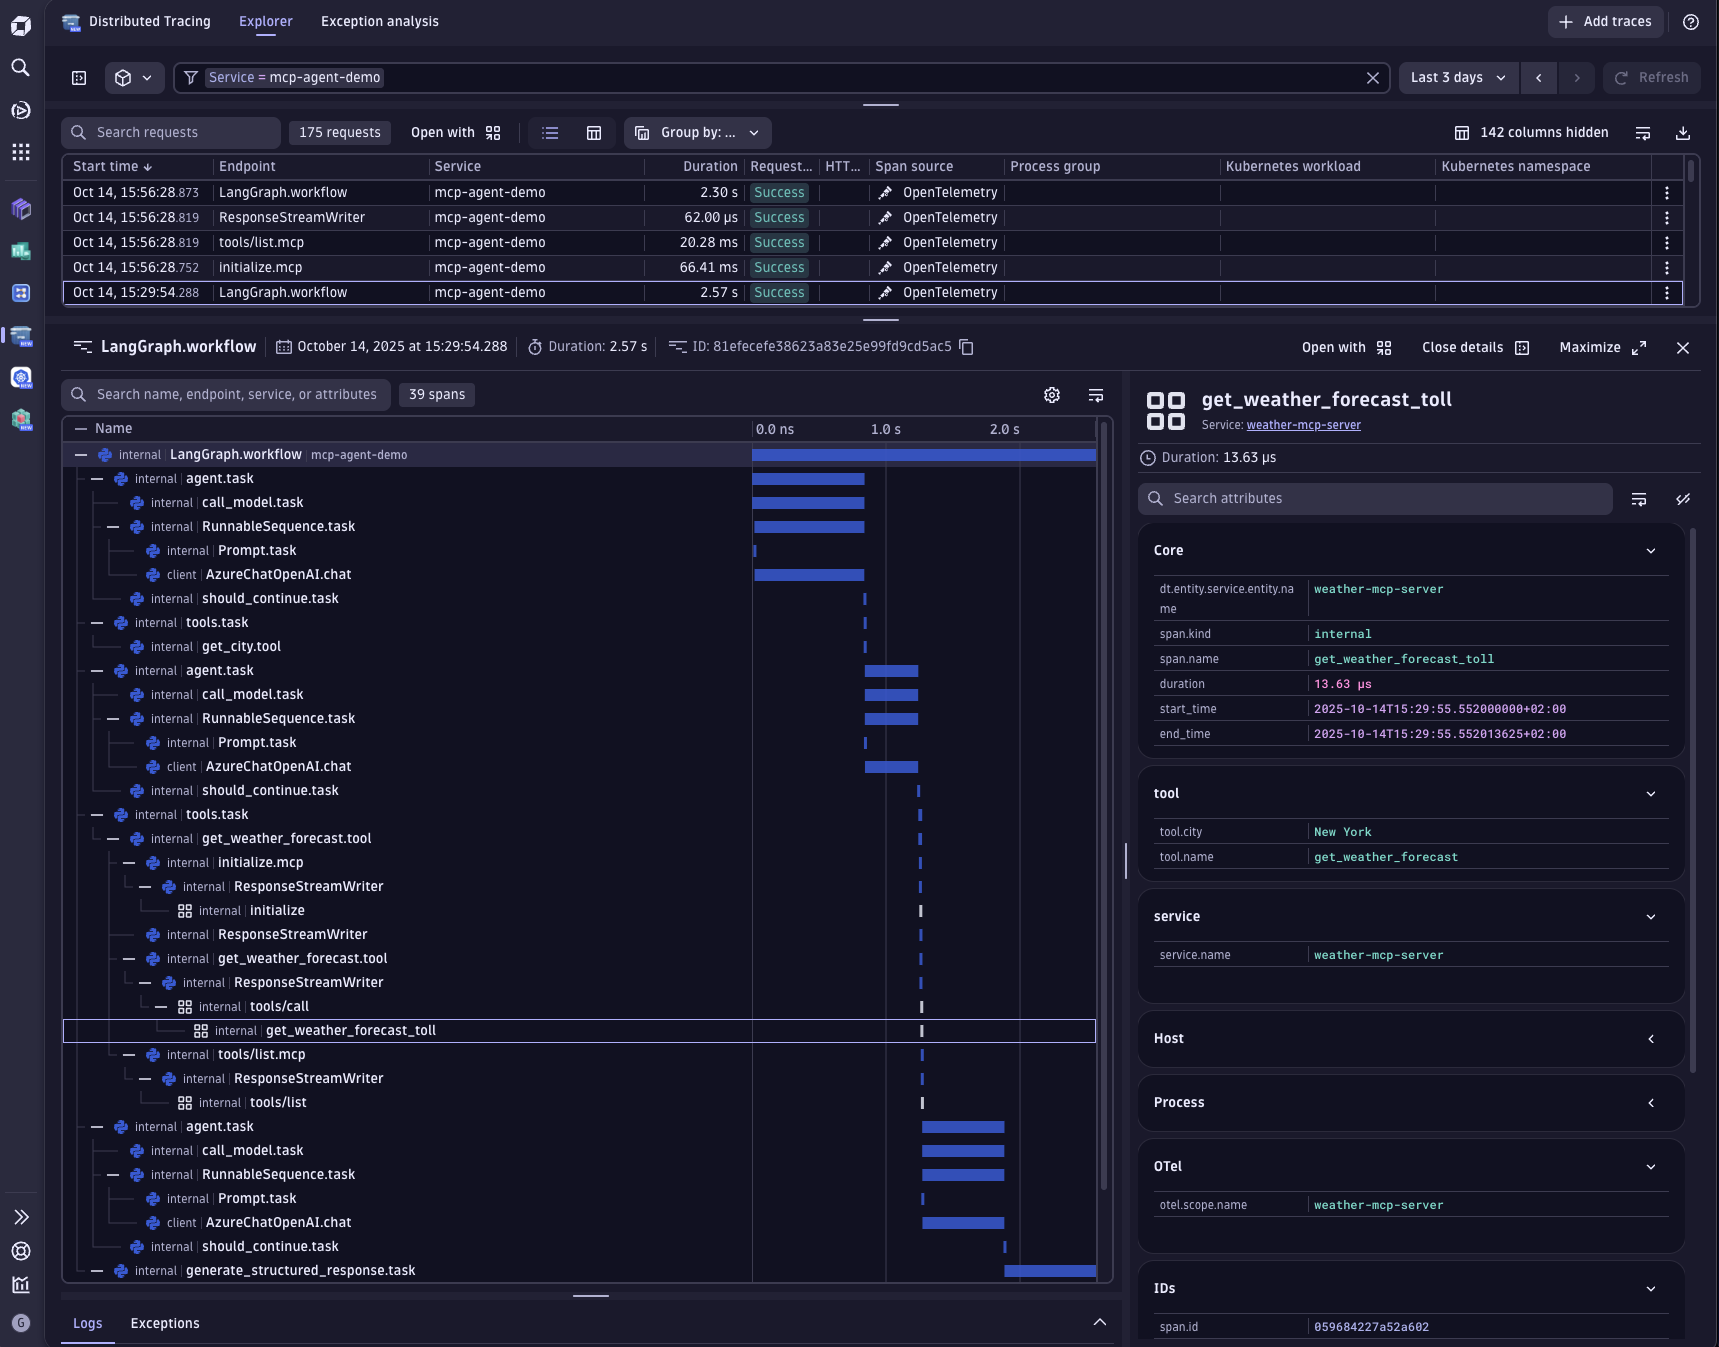 Distributed Tracing Explorer Exception analysis Add traces
Service = mcp-agent-demo Last 3 days Refresh
Search requests 175 requests Open with Group by: ... 142 columns hidden
Start time Endpoint Service Duration Request... HTT... Span source Process group Kubernetes workload Kubernetes namespace
Oct 14, 15:56:28.873 LangGraph.workflow mcp-agent-demo 2.30 s Success OpenTelemetry
Oct 14, 15:56:28.819 ResponseStreamWriter mcp-agent-demo 62.00 µs Success OpenTelemetry
Oct 14, 15:56:28.819 tools/list.mcp mcp-agent-demo 20.28 ms Success OpenTelemetry
Oct 14, 15:56:28.752 initialize.mcp mcp-agent-demo 66.41 ms Success OpenTelemetry
Oct 14, 15:29:54.288 LangGraph.workflow mcp-agent-demo 2.57 s Success OpenTelemetry
LangGraph.workflow October 14, 2025 at 15:29:54.288 Duration: 2.57 s ID: 81efecefe38623a83e25e99fd9cd5ac5 Open with Close details Maximize
Search name, endpoint, service, or attributes 39 spans
Name 0.0 ns 1.0 s 2.0 s
internal LangGraph.workflow mcp-agent-demo
internal agent.task
internal call_model.task
internal RunnableSequence.task
internal Prompt.task
client AzureChatOpenAI.chat
internal should_continue.task
internal tools.task
internal get_city.tool
internal agent.task
internal call_model.task
internal RunnableSequence.task
internal Prompt.task
client AzureChatOpenAI.chat
internal should_continue.task
internal tools.task
internal get_weather_forecast.tool
internal initialize.mcp
internal ResponseStreamWriter
internal initialize
internal ResponseStreamWriter
internal get_weather_forecast.tool
internal ResponseStreamWriter
internal tools/call
internal get_weather_forecast_toll
internal tools/list.mcp
internal ResponseStreamWriter
internal tools/list
internal agent.task
internal call_model.task
internal RunnableSequence.task
internal Prompt.task
client AzureChatOpenAI.chat
internal should_continue.task
internal generate_structured_response.task
Logs Exceptions
get_weather_forecast_toll
Service: weather-mcp-server
Duration: 13.63 µs
Search attributes
Core
dt.entity.service.entity.na
me weather-mcp-server
span.kind internal
span.name get_weather_forecast_toll
duration 13.63 µs
start_time 2025-10-14T15:29:55.552000000+02:00
end_time 2025-10-14T15:29:55.552013625+02:00
tool
tool.city New York
tool.name get_weather_forecast
service
service.name weather-mcp-server
Host
Process
OTel
otel.scope.name weather-mcp-server
IDs
span.id 059684227a52a602
NEW
NEW
NEW
NEW
G